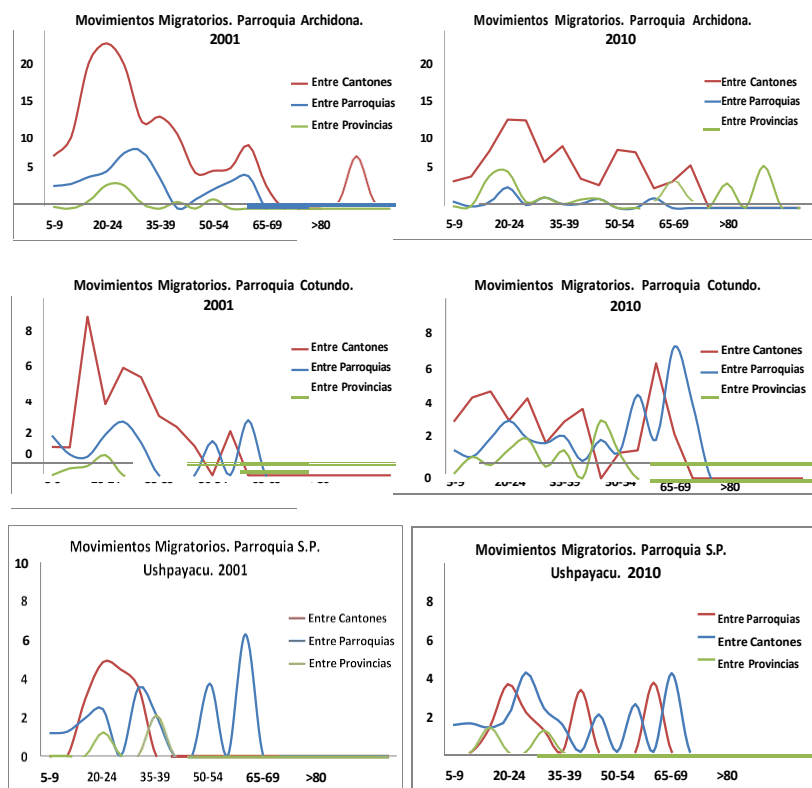 Movimientos Migratorios. Parroquia Archidona.
2001
20
15
10
5
Entre Cantones
Entre Parroquias
Entre Provincias
5-9 20-24 35-39 50-54 65-69 >80
Movimientos Migratorios. Parroquia Archidona.
2010
20
15
10
5
Entre Cantones
Entre Parroquias
Entre Provincias
5-9 20-24 35-39 50-54 65-69 >80
Movimientos Migratorios. Parroquia Cotundo.
2001
8
6
4
2
0
Entre Cantones
Entre Parroquias
Entre Provincias
Movimientos Migratorios. Parroquia Cotundo.
2010
8
6
4
2
0
Entre Cantones
Entre Parroquias
Entre Provincias
5-9 20-24 35-39 50-54 65-69 >80
Movimientos Migratorios. Parroquia S.P.
Ushpayacu. 2001
10
8
6
4
2
0
Entre Cantones
Entre Parroquias
Entre Provincias
5-9 20-24 35-39 50-54 65-69 >80
Movimientos Migratorios. Parroquia S.P.
Ushpayacu. 2010
8
6
4
2
Entre Parroquias
Entre Cantones
Entre Provincias
5-9 20-24 35-39 50-54 65-69 >80